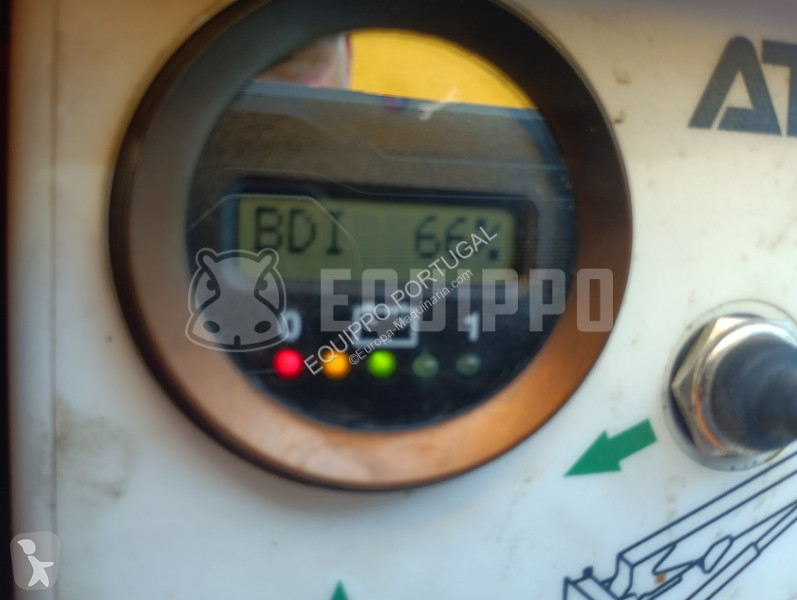 AT
BDI 66%
EQUIPPO
EQUIPPO PORTUGAL
©Europa-Maquinaria.com
0 1